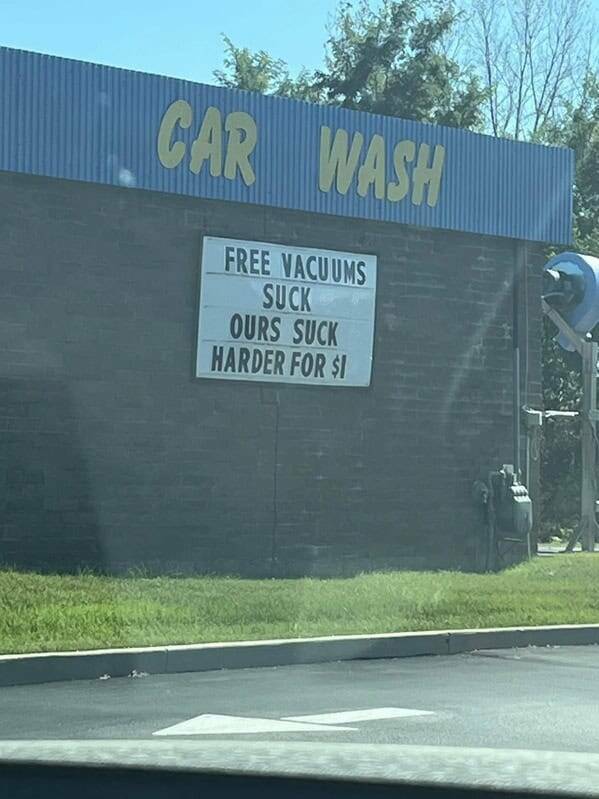 CAR WASH
FREE VACUUMS
SUCK
OURS SUCK
HARDER FOR $1